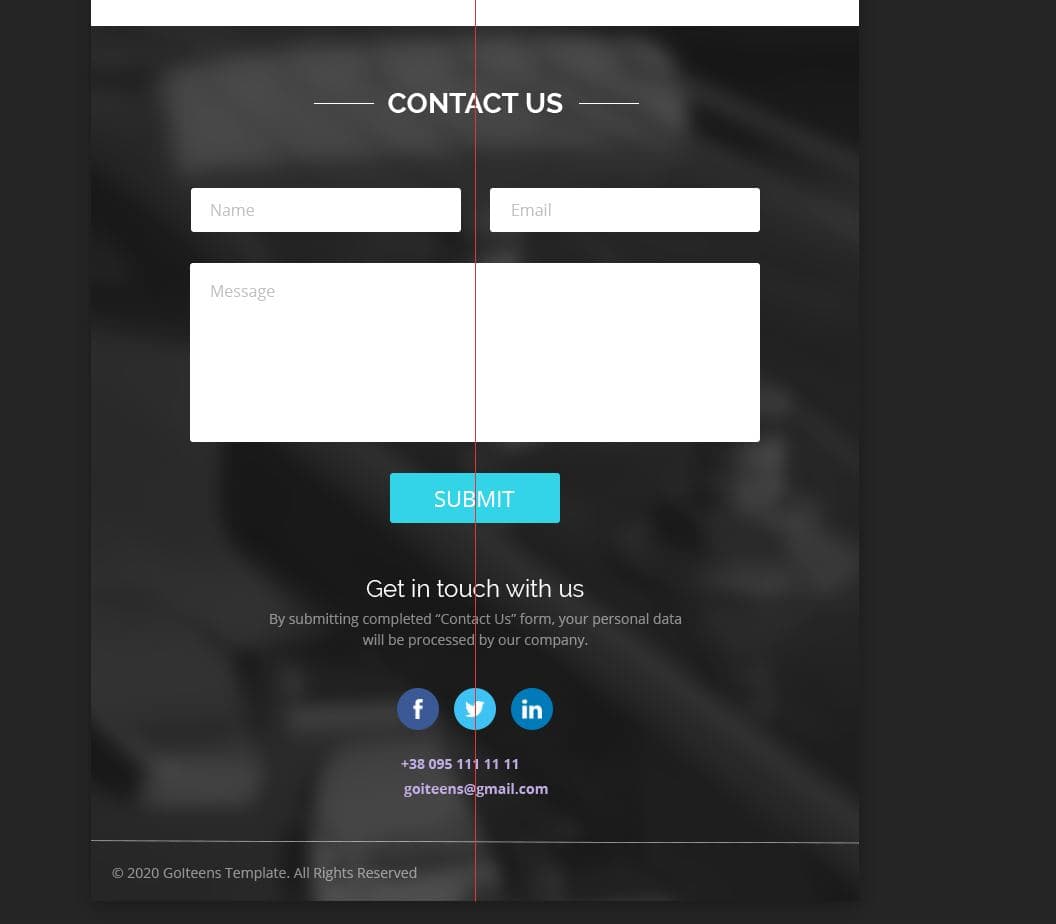 CONTACT US
Name
Email
Message
SUBMIT
Get in touch with us
By submitting completed “Contact Us” form, your personal data
will be processed by our company.
f
in
+38 095 111 11 11
goiteens@gmail.com
© 2020 GoIteens Template. All Rights Reserved